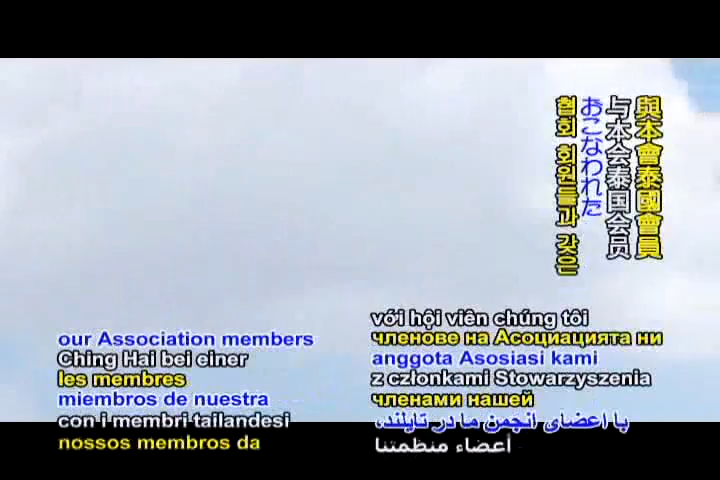 與本會泰國會員
与本会泰国会员
おこなわれた
협회 회원들과 갖은
our Association members
Ching Hai bei einer
les membres
miembros de nuestra
con i membri tailandesi
nossos membros da
với hội viên chúng tôi
членове на Асоциацията ни
anggota Asosiasi kami
z członkami Stowarzyszenia
членами нашей
با اعضای انجمن ما در تایلند،
أعضاء منظمتنا